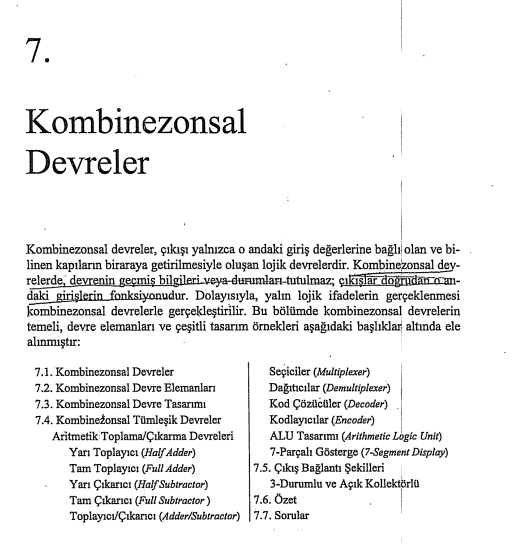 7.
Kombinezonsal
Devreler
Kombinezonsal devreler, çıkışı yalnızca o andaki giriş değerlerine bağlı olan ve bi-
linen kapıların biraraya getirilmesiyle oluşan lojik devrelerdir. Kombinezonsal dev-
relerde, devrenin geçmiş bilgileri veya durumları tutulmaz; çıkışlar doğrudan o an-
daki girişlerin fonksiyonudur. Dolayısıyla, yalın lojik ifadelerin gerçeklenmesi
kombinezonsal devrelerle gerçekleştirilir. Bu bölümde kombinezonsal devrelerin
temeli, devre elemanları ve çeşitli tasarım örnekleri aşağıdaki başlıklar altında ele
alınmıştır:
7.1. Kombinezonsal Devreler
7.2. Kombinezonsal Devre Elemanları
7.3. Kombinezonsal Devre Tasarımı
7.4. Kombinezonsal Tümleşik Devreler
Aritmetik Toplama/Çıkarma Devreleri
Yarı Toplayıcı (Half Adder)
Tam Toplayıcı (Full Adder)
Yarı Çıkarıcı (Half Subtractor)
Tam Çıkarıcı (Full Subtractor )
Toplayıcı/Çıkarıcı (Adder/Subtractor)
Seçiciler (Multiplexer)
Dağıtıcılar (Demultiplexer)
Kod Çözücüler (Decoder)
Kodlayıcılar (Encoder)
ALU Tasarımı (Arithmetic Logic Unit)
7-Parçalı Gösterge (7-Segment Display)
7.5. Çıkış Bağlantı Şekilleri
3-Durumlu ve Açık Kollektörlü
7.6. Özet
7.7. Sorular